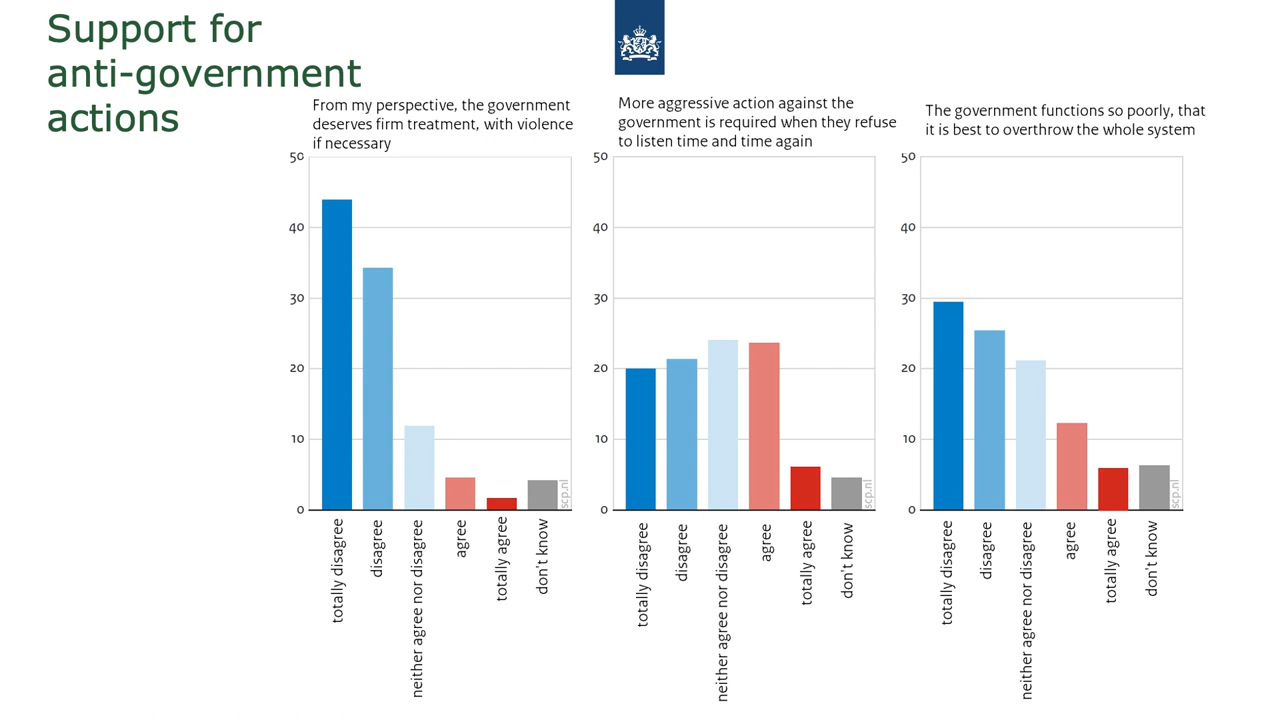 Support for
anti-government
actions
From my perspective, the government
deserves firm treatment, with violence
if necessary
50
40
30
20
10
0
totally disagree
disagree
neither agree nor disagree
agree
totally agree
don't know
scp.nl
More aggressive action against the
government is required when they refuse
to listen time and time again
50
40
30
20
10
0
totally disagree
disagree
neither agree nor disagree
agree
totally agree
don't know
scp.nl
The government functions so poorly, that
it is best to overthrow the whole system
50
40
30
20
10
0
totally disagree
disagree
neither agree nor disagree
agree
totally agree
don't know
scp.nl